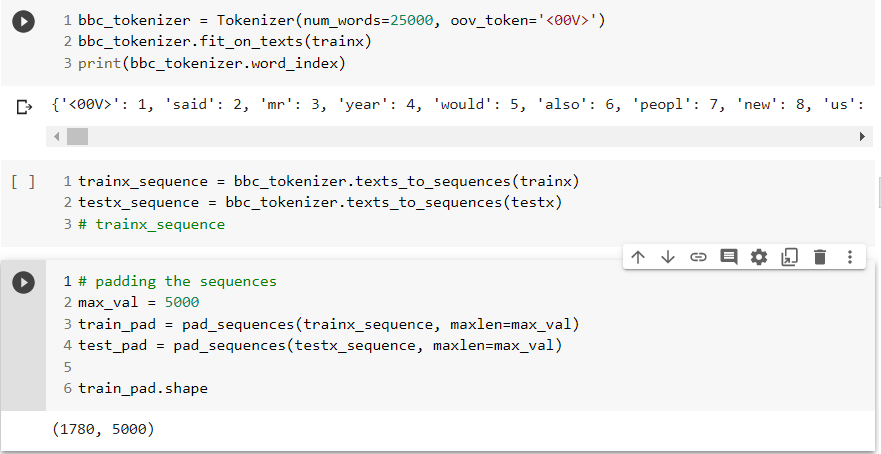 1 bbc_tokenizer = Tokenizer(num_words=25000, oov_token='<00V>')
2 bbc_tokenizer.fit_on_texts(trainx)
3 print(bbc_tokenizer.word_index)
{'<00V>': 1, 'said': 2, 'mr': 3, 'year': 4, 'would': 5, 'also': 6, 'peopl': 7, 'new': 8, 'us':
[ ] 1 trainx_sequence = bbc_tokenizer.texts_to_sequences(trainx)
2 testx_sequence = bbc_tokenizer.texts_to_sequences(testx)
3 # trainx_sequence
1 # padding the sequences
2 max_val = 5000
3 train_pad = pad_sequences(trainx_sequence, maxlen=max_val)
4 test_pad = pad_sequences(testx_sequence, maxlen=max_val)
5
6 train_pad.shape
(1780, 5000)